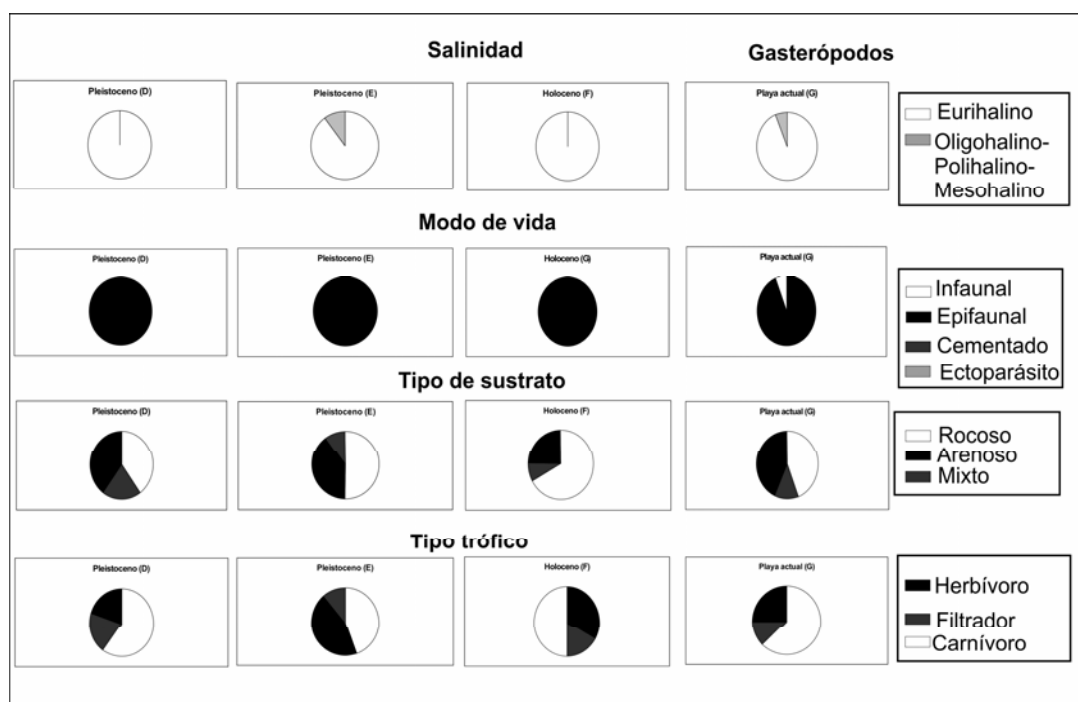 Salinidad
Gasterópodos
Pleistoceno (D)
Pleistoceno (E)
Holoceno (F)
Playa actual (G)
Eurihalino
Oligohalino-
Polihalino-
Mesohalino
Modo de vida
Pleistoceno (D)
Pleistoceno (E)
Holoceno (G)
Playa actual (G)
Infaunal
Epifaunal
Cementado
Ectoparásito
Tipo de sustrato
Pleistoceno (D)
Pleistoceno (E)
Holoceno (F)
Playa actual (G)
Rocoso
Arenoso
Mixto
Tipo trófico
Pleistoceno (D)
Pleistoceno (E)
Holoceno (F)
Playa actual (G)
Herbívoro
Filtrador
Carnívoro